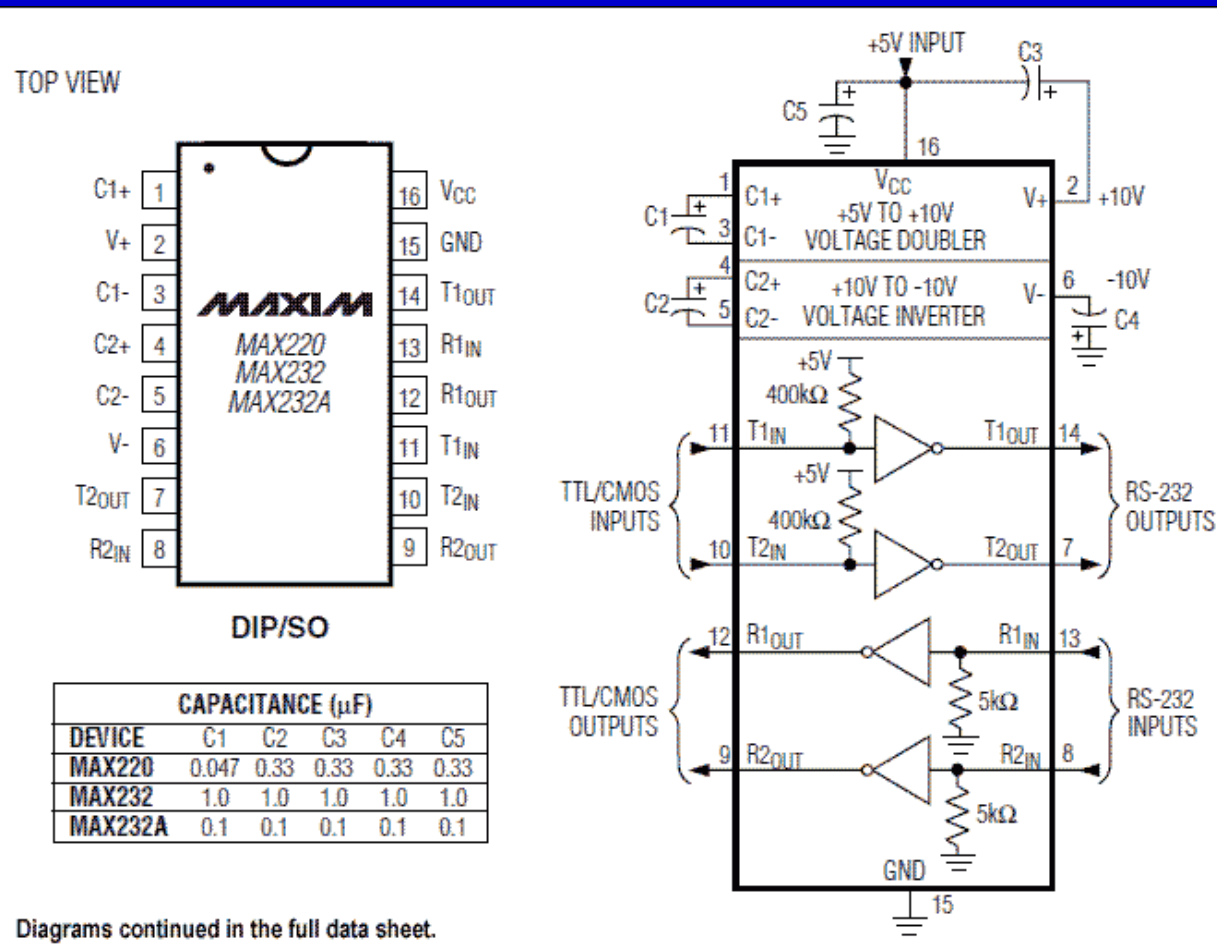 TOP VIEW
C1+ 1
V+ 2
C1- 3
C2+ 4
C2- 5
V- 6
T2OUT 7
R2IN 8
16 VCC
15 GND
14 T1OUT
13 R1IN
12 R1OUT
11 T1IN
10 T2IN
9 R2OUT
MAXIM
MAX220
MAX232
MAX232A
DIP/SO
CAPACITANCE (μF)
DEVICE C1 C2 C3 C4 C5
MAX220 0.047 0.33 0.33 0.33 0.33
MAX232 1.0 1.0 1.0 1.0 1.0
MAX232A 0.1 0.1 0.1 0.1 0.1
Diagrams continued in the full data sheet.
+5V INPUT
C3
+
C5
+
16
VCC
1
C1+
C1
+
3
C1-
+5V TO +10V
VOLTAGE DOUBLER
V+
2
+10V
4
C2+
C2
+
5
C2-
+10V TO -10V
VOLTAGE INVERTER
V-
6
-10V
C4
+
+5V
400kΩ
11
T1IN
T1OUT
14
+5V
400kΩ
TTL/CMOS
INPUTS
RS-232
OUTPUTS
10
T2IN
T2OUT
7
12
R1OUT
R1IN
13
5kΩ
TTL/CMOS
OUTPUTS
RS-232
INPUTS
9
R2OUT
R2IN
8
5kΩ
GND
15